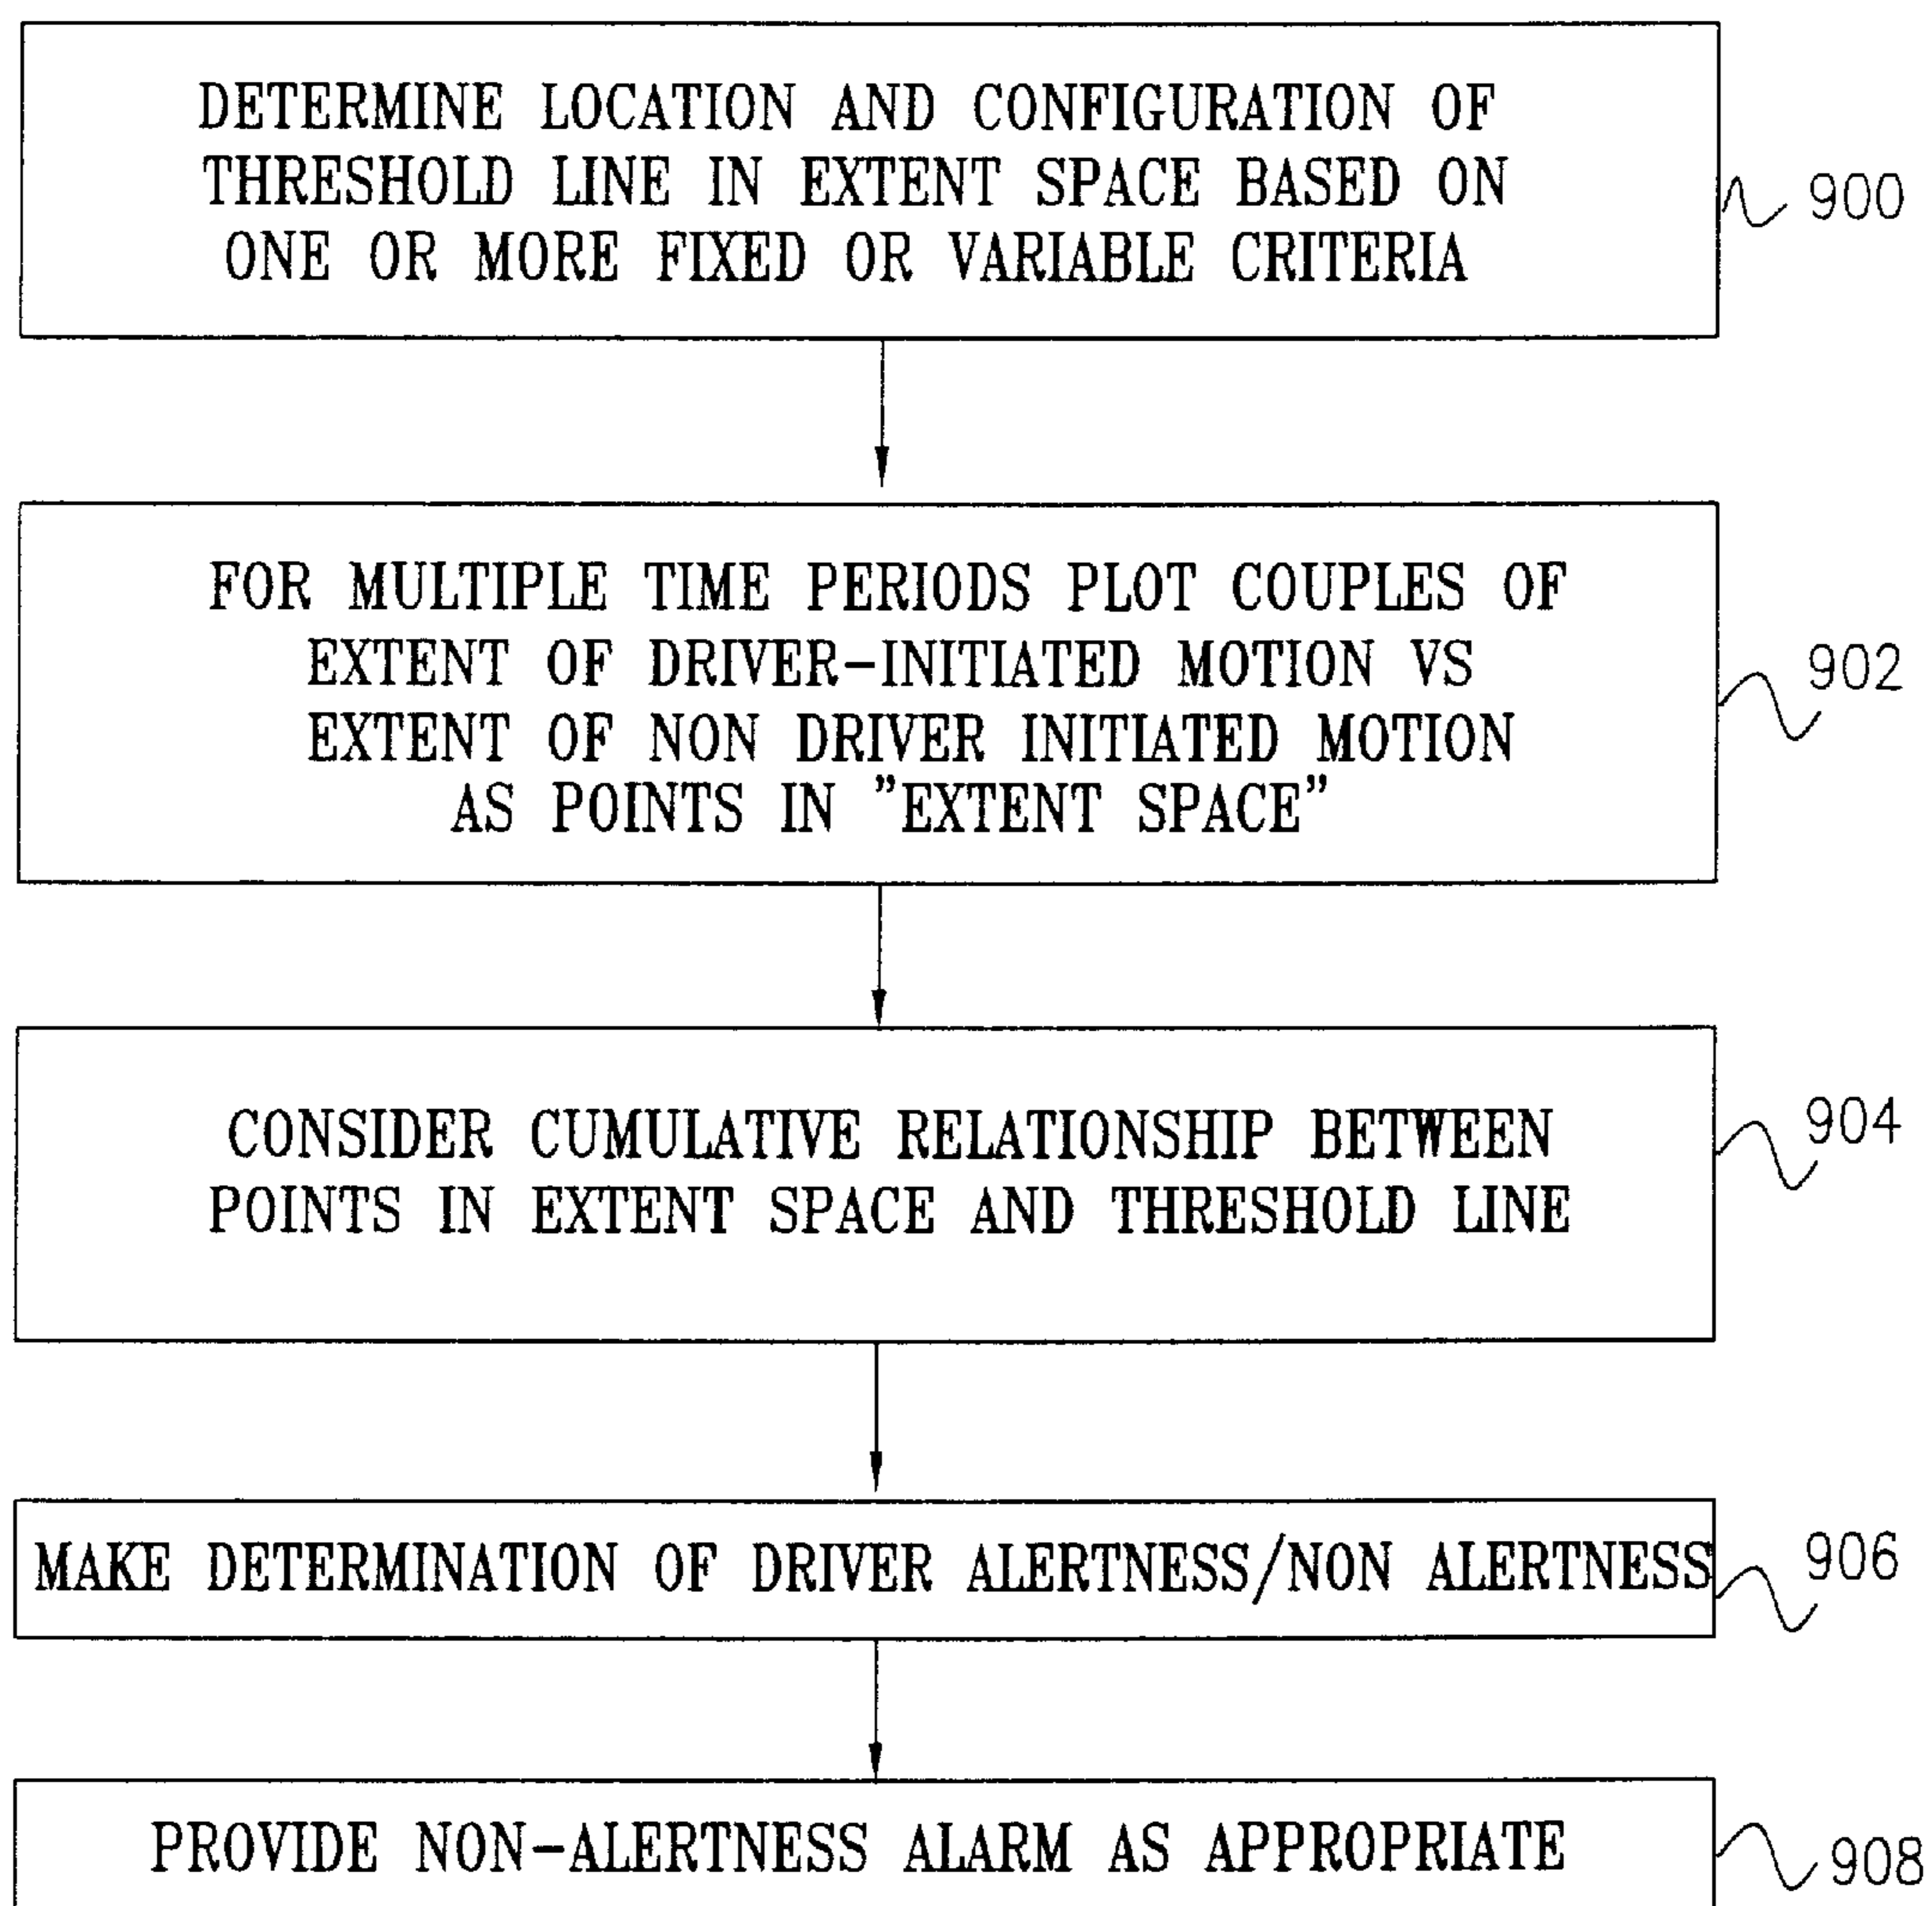 DETERMINE LOCATION AND CONFIGURATION OF
THRESHOLD LINE IN EXTENT SPACE BASED ON
ONE OR MORE FIXED OR VARIABLE CRITERIA
900
FOR MULTIPLE TIME PERIODS PLOT COUPLES OF
EXTENT OF DRIVER-INITIATED MOTION VS
EXTENT OF NON DRIVER INITIATED MOTION
AS POINTS IN "EXTENT SPACE"
902
CONSIDER CUMULATIVE RELATIONSHIP BETWEEN
POINTS IN EXTENT SPACE AND THRESHOLD LINE
904
MAKE DETERMINATION OF DRIVER ALERTNESS/NON ALERTNESS
906
PROVIDE NON-ALERTNESS ALARM AS APPROPRIATE
908